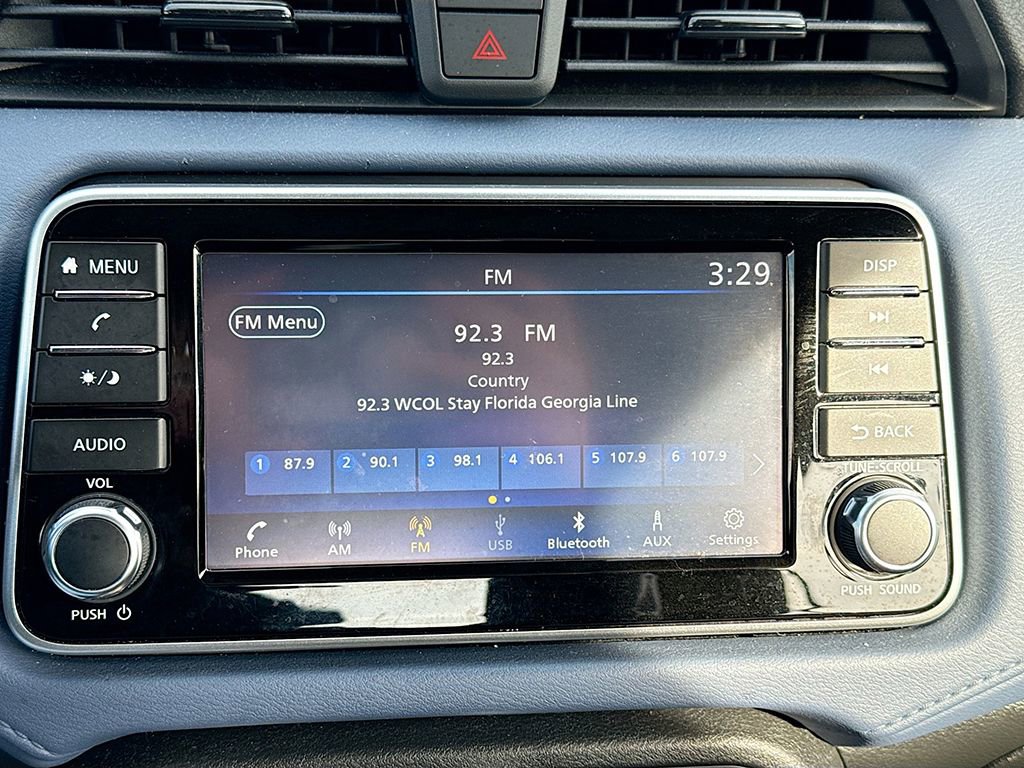 MENU
AUDIO
VOL
PUSH
FM
3:29
FM Menu
92.3 FM
92.3
Country
92.3 WCOL Stay Florida Georgia Line
1 87.9 2 90.1 3 98.1 4 106.1 5 107.9 6 107.9
Phone AM FM USB Bluetooth AUX Settings
DISP
BACK
TUNE·SCROLL
PUSH SOUND